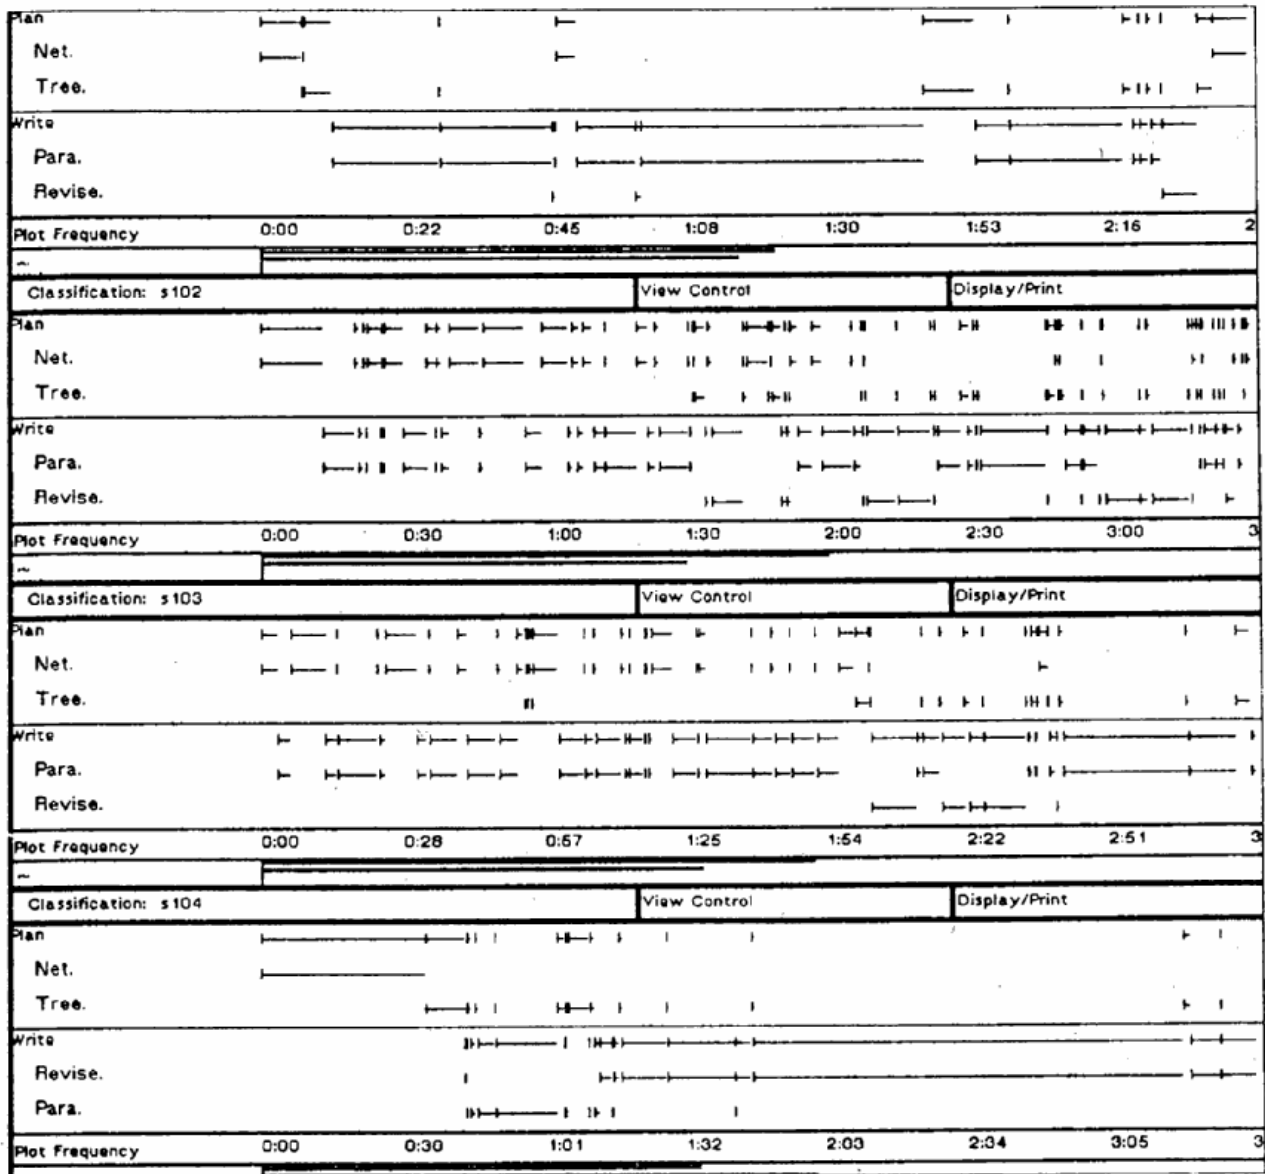 Plan
Net.
Tree.
Write
Para.
Revise.
Plot Frequency 0:00 0:22 0:45 1:08 1:30 1:53 2:16 2
~
Classification: s102 View Control Display/Print
Plan
Net.
Tree.
Write
Para.
Revise.
Plot Frequency 0:00 0:30 1:00 1:30 2:00 2:30 3:00 3
~
Classification: s103 View Control Display/Print
Plan
Net.
Tree.
Write
Para.
Revise.
Plot Frequency 0:00 0:28 0:57 1:25 1:54 2:22 2:51 3
~
Classification: s104 View Control Display/Print
Plan
Net.
Tree.
Write
Revise.
Para.
Plot Frequency 0:00 0:30 1:01 1:32 2:03 2:34 3:05 3